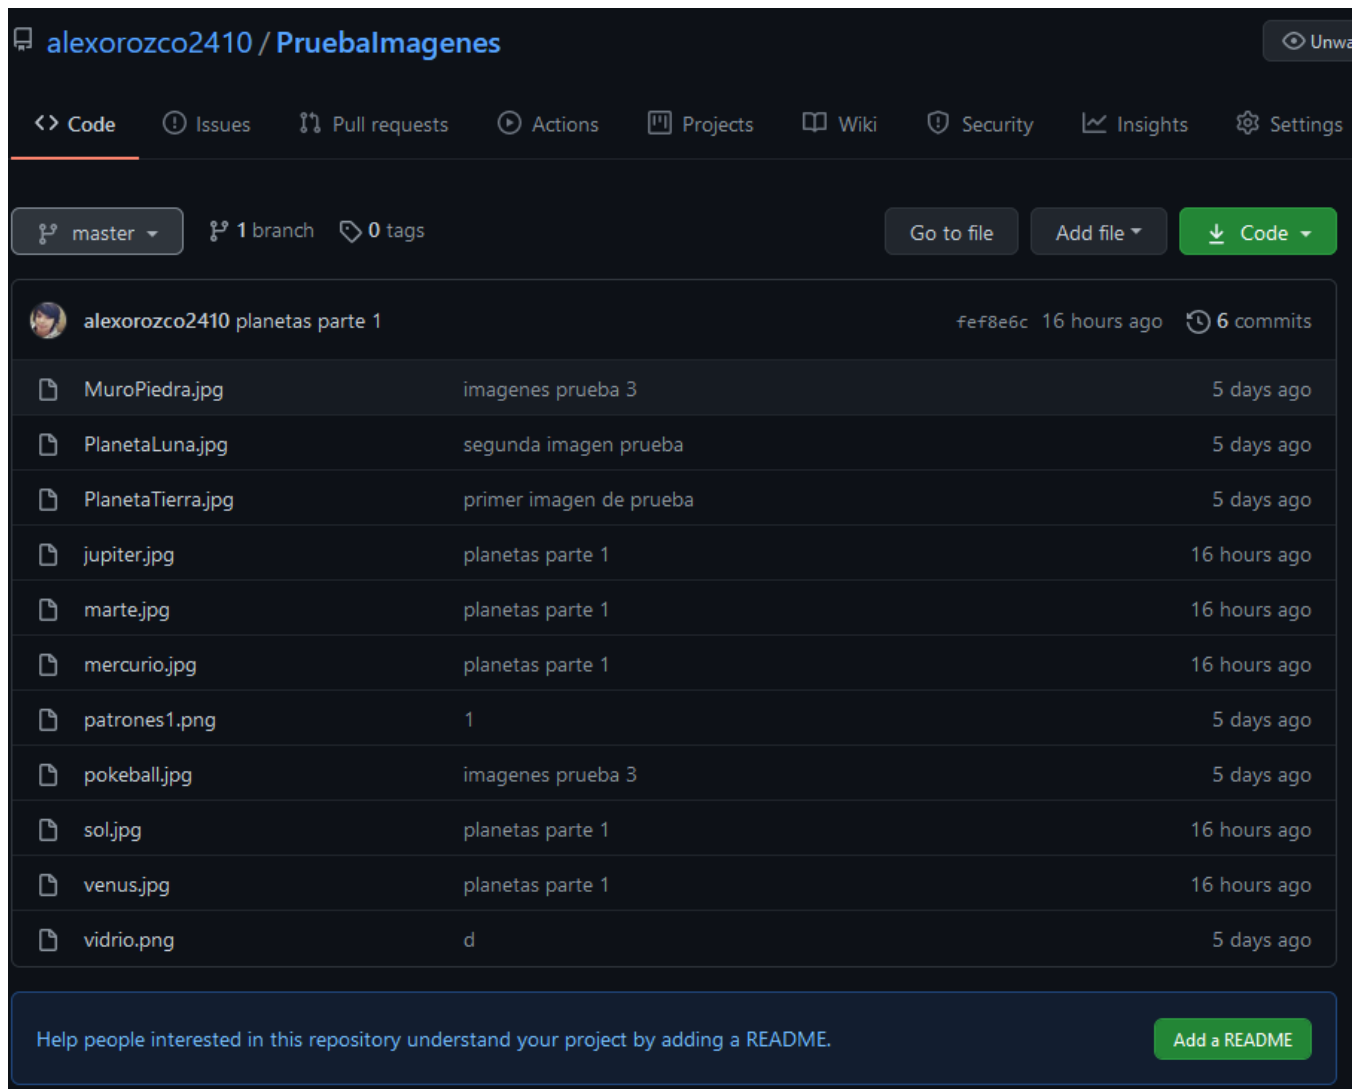 alexorozco2410 / PruebaImagenes
Code Issues Pull requests Actions Projects Wiki Security Insights Settings
master 1 branch 0 tags Go to file Add file Code
alexorozco2410 planetas parte 1 fef8e6c 16 hours ago 6 commits
MuroPiedra.jpg imagenes prueba 3 5 days ago
PlanetaLuna.jpg segunda imagen prueba 5 days ago
PlanetaTierra.jpg primer imagen de prueba 5 days ago
jupiter.jpg planetas parte 1 16 hours ago
marte.jpg planetas parte 1 16 hours ago
mercurio.jpg planetas parte 1 16 hours ago
patrones1.png 1 5 days ago
pokeball.jpg imagenes prueba 3 5 days ago
sol.jpg planetas parte 1 16 hours ago
venus.jpg planetas parte 1 16 hours ago
vidrio.png d 5 days ago
Help people interested in this repository understand your project by adding a README. Add a README